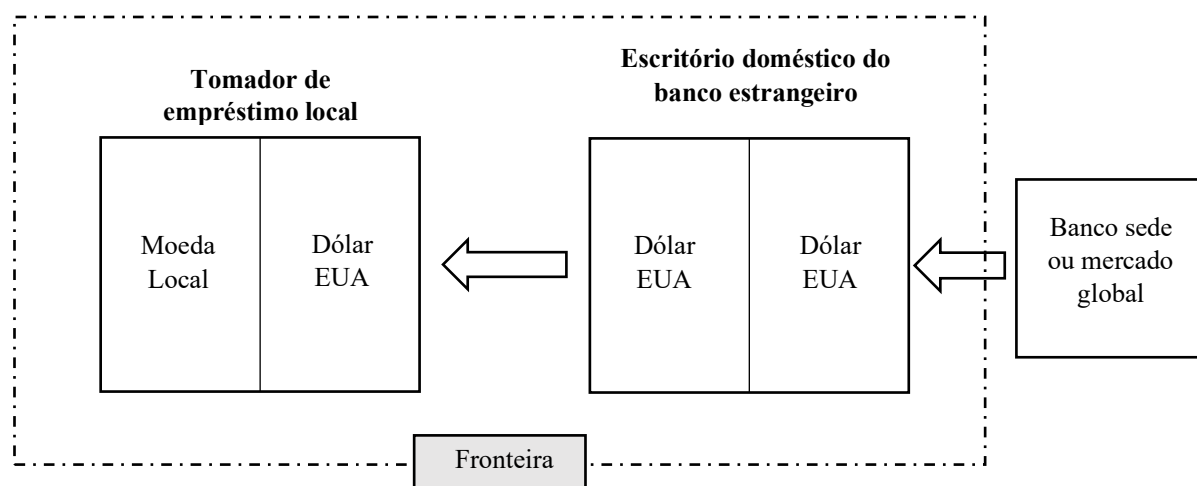 Tomador de
empréstimo local
Escritório doméstico do
banco estrangeiro
Moeda
Local
Dólar
EUA
Dólar
EUA
Dólar
EUA
Banco sede
ou mercado
global
Fronteira